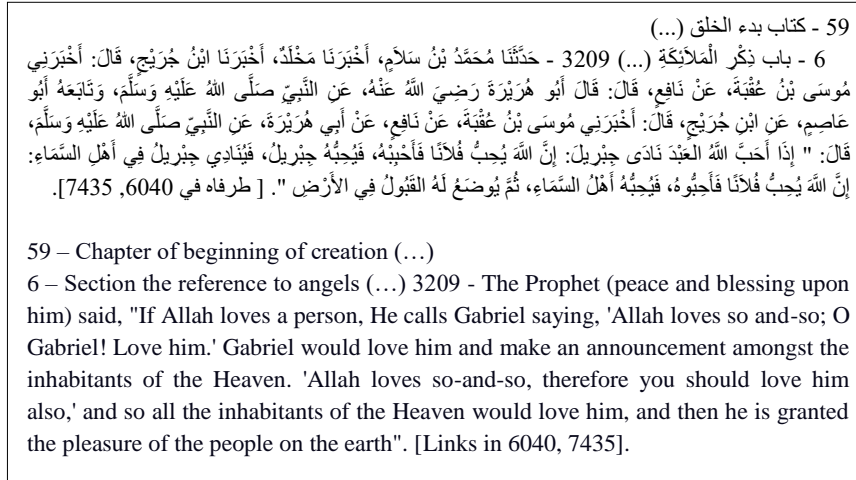 59 - كتاب بدء الخلق (...)
6 - باب ذِكْرِ الْمَلاَئِكَةِ (...) 3209 - حَدَّثَنَا مُحَمَّدُ بْنُ سَلاَمٍ، أَخْبَرَنَا مَخْلَدٌ، أَخْبَرَنَا ابْنُ جُرَيْجٍ، قَالَ: أَخْبَرَنِي
مُوسَى بْنُ عُقْبَةَ، عَنْ نَافِعٍ، قَالَ: قَالَ أَبُو هُرَيْرَةَ رَضِيَ اللَّهُ عَنْهُ، عَنِ النَّبِيِّ صَلَّى اللهُ عَلَيْهِ وَسَلَّمَ، وَتَابَعَهُ أَبُو
عَاصِمٍ، عَنِ ابْنِ جُرَيْجٍ، قَالَ: أَخْبَرَنِي مُوسَى بْنُ عُقْبَةَ، عَنْ نَافِعٍ، عَنْ أَبِي هُرَيْرَةَ، عَنِ النَّبِيِّ صَلَّى اللهُ عَلَيْهِ وَسَلَّمَ،
قَالَ: " إِذَا أَحَبَّ اللَّهُ العَبْدَ نَادَى جِبْرِيلَ: إِنَّ اللَّهَ يُحِبُّ فُلاَنًا فَأَحْبِبْهُ، فَيُحِبُّهُ جِبْرِيلُ، فَيُنَادِي جِبْرِيلُ فِي أَهْلِ السَّمَاءِ:
إِنَّ اللَّهَ يُحِبُّ فُلاَنًا فَأَحِبُّوهُ، فَيُحِبُّهُ أَهْلُ السَّمَاءِ، ثُمَّ يُوضَعُ لَهُ القَبُولُ فِي الأَرْضِ ". [ طرفاه في 6040, 7435].
59 – Chapter of beginning of creation (…)
6 – Section the reference to angels (…) 3209 - The Prophet (peace and blessing upon
him) said, "If Allah loves a person, He calls Gabriel saying, 'Allah loves so and-so; O
Gabriel! Love him.' Gabriel would love him and make an announcement amongst the
inhabitants of the Heaven. 'Allah loves so-and-so, therefore you should love him
also,' and so all the inhabitants of the Heaven would love him, and then he is granted
the pleasure of the people on the earth". [Links in 6040, 7435].